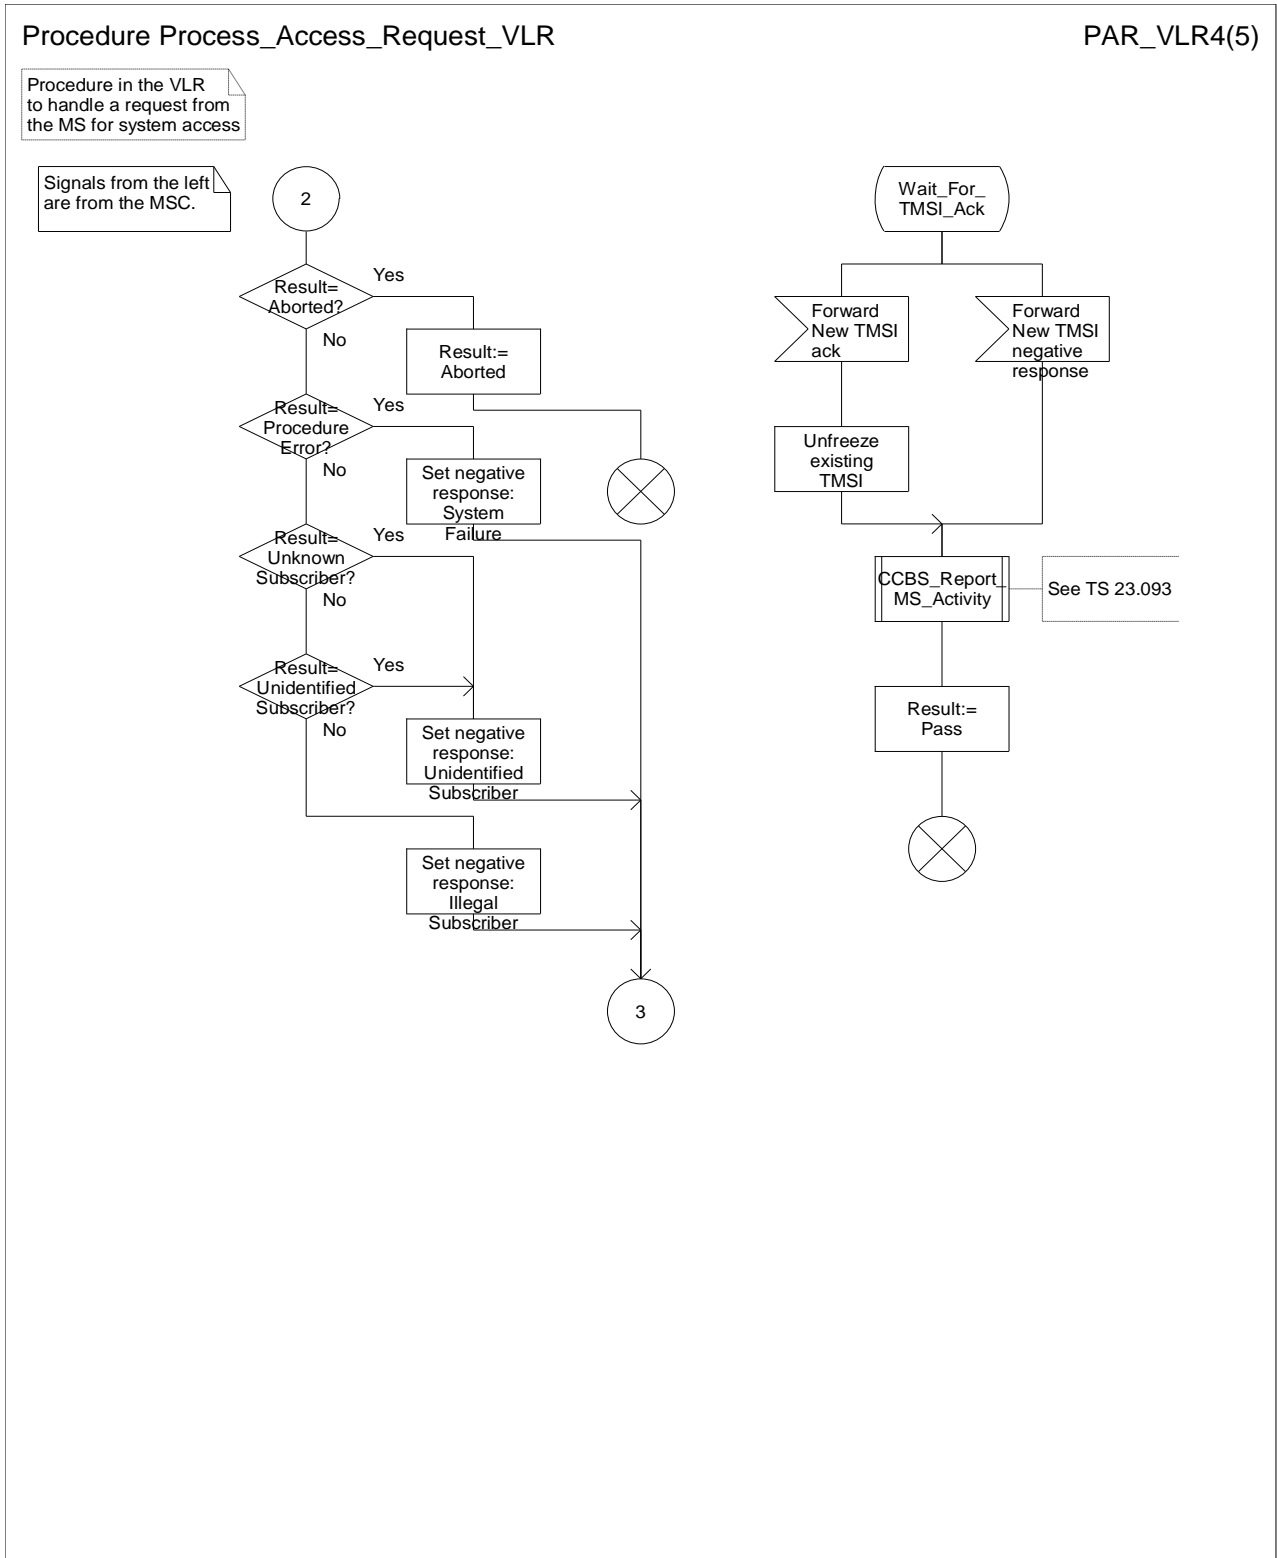 Procedure Process_Access_Request_VLR
PAR_VLR4(5)
Procedure in the VLR
to handle a request from
the MS for system access
Signals from the left
are from the MSC.
2
Result=
Aborted?
Yes
No
Result:=
Aborted
Result=
Procedure
Error?
Yes
No
Set negative
response:
System
Failure
Result=
Unknown
Subscriber?
Yes
No
Result=
Unidentified
Subscriber?
Yes
No
Set negative
response:
Unidentified
Subscriber
Set negative
response:
Illegal
Subscriber
3
Wait_For_
TMSI_Ack
Forward
New TMSI
ack
Forward
New TMSI
negative
response
Unfreeze
existing
TMSI
CCBS_Report_
MS_Activity
See TS 23.093
Result:=
Pass